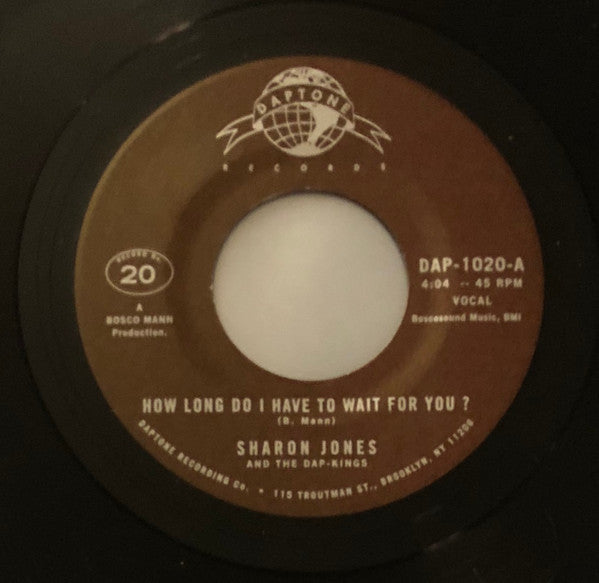 DAPTONE
RECORDS
RECORD No.
20
A
BOSCO MANN
Production.
DAP-1020-A
4:04 -- 45 RPM
VOCAL
Boscosound Music, BMI
HOW LONG DO I HAVE TO WAIT FOR YOU ?
(B. Mann)
SHARON JONES
AND THE DAP-KINGS
DAPTONE RECORDING Co. • 115 TROUTMAN ST., BROOKLYN, NY 11206